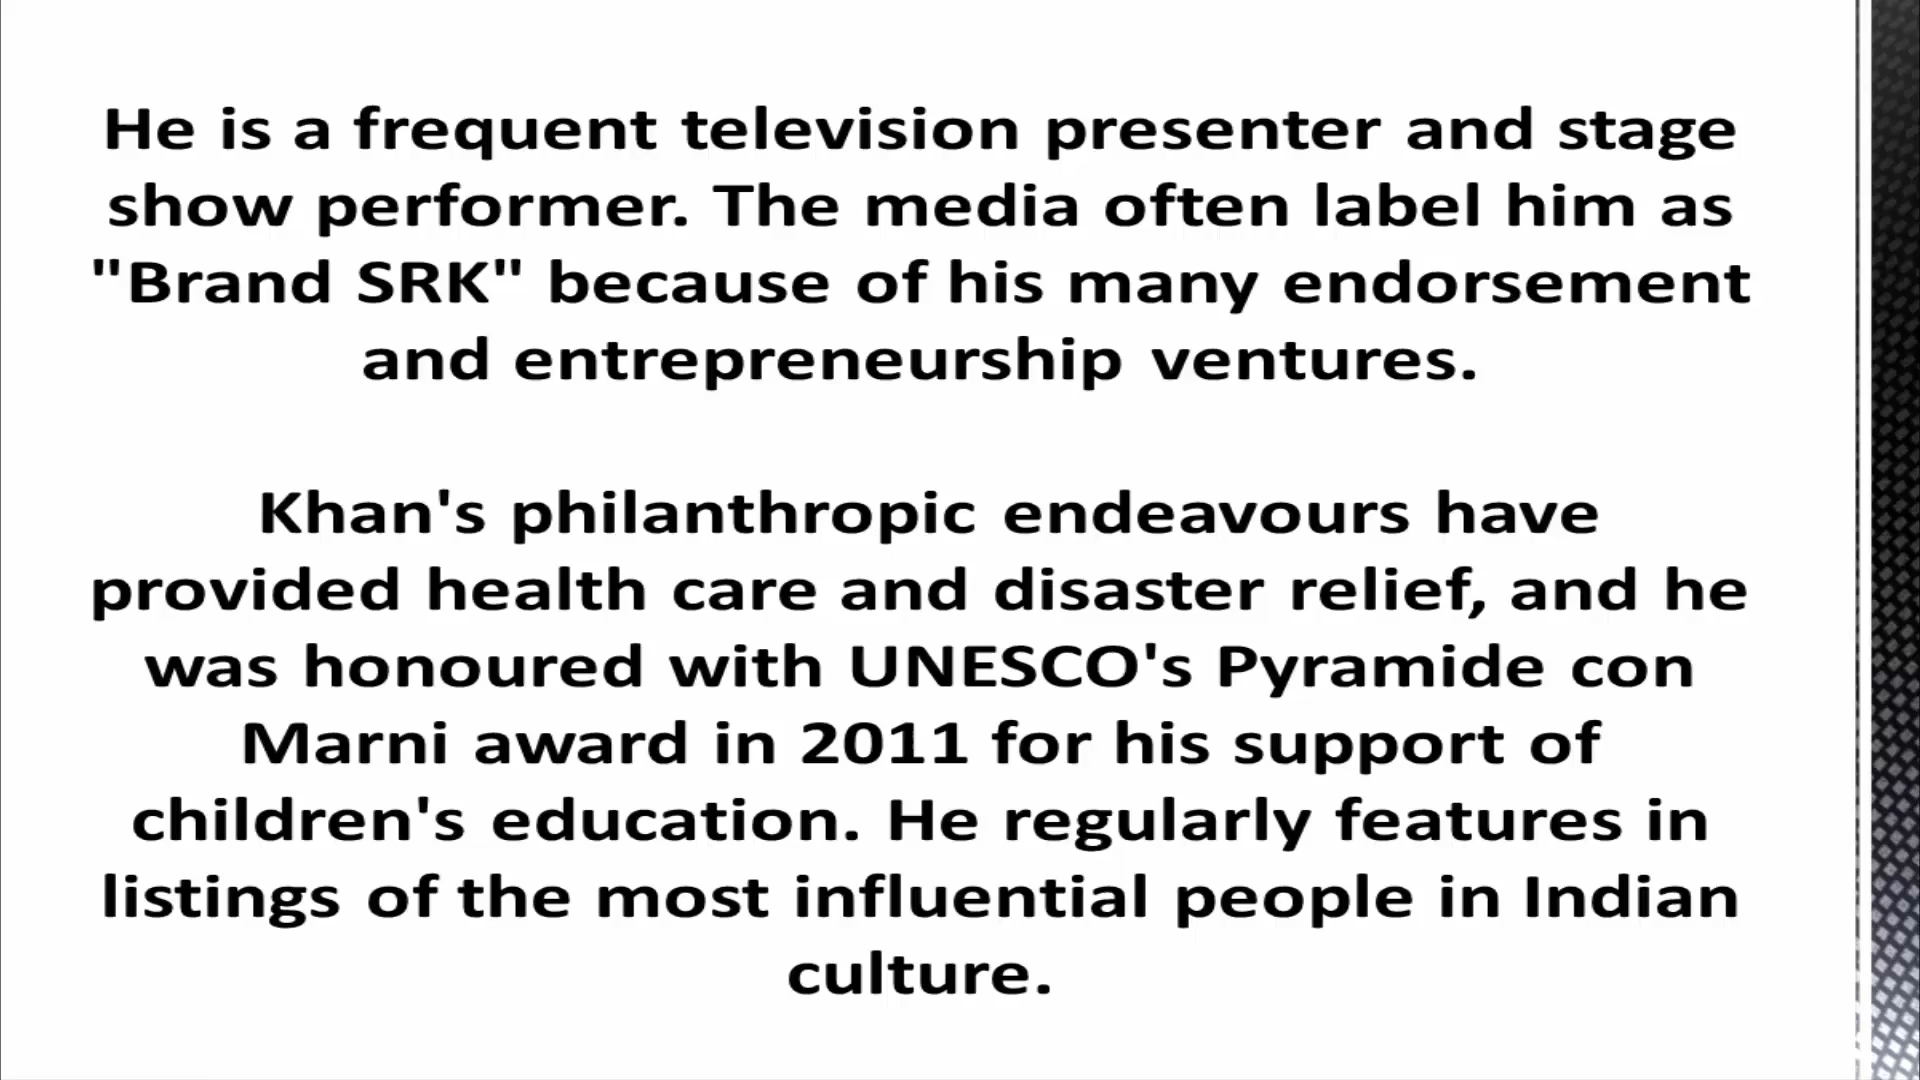 He is a frequent television presenter and stage
show performer. The media often label him as
"Brand SRK" because of his many endorsement
and entrepreneurship ventures.
Khan's philanthropic endeavours have
provided health care and disaster relief, and he
was honoured with UNESCO's Pyramide con
Marni award in 2011 for his support of
children's education. He regularly features in
listings of the most influential people in Indian
culture.